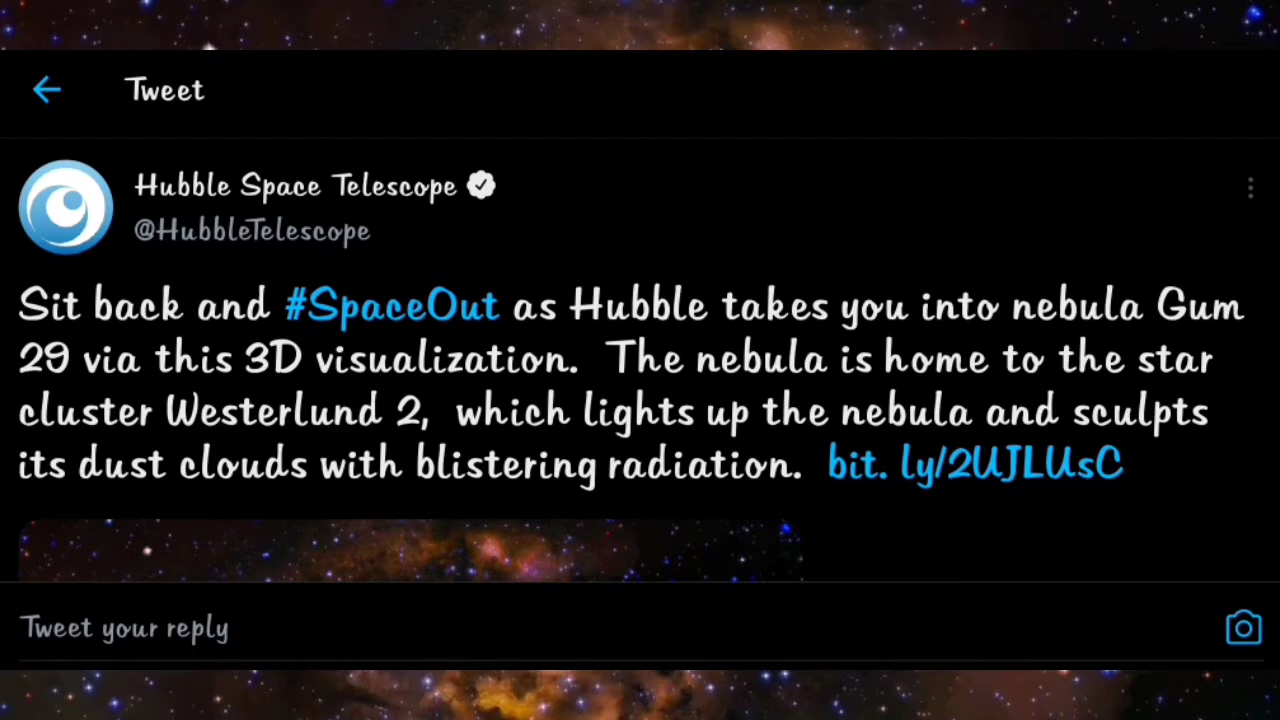 Tweet
Hubble Space Telescope
@HubbleTelescope
Sit back and #SpaceOut as Hubble takes you into nebula Gum
29 via this 3D visualization. The nebula is home to the star
cluster Westerlund 2, which lights up the nebula and sculpts
its dust clouds with blistering radiation. bit. ly/2UJLUsC
Tweet your reply